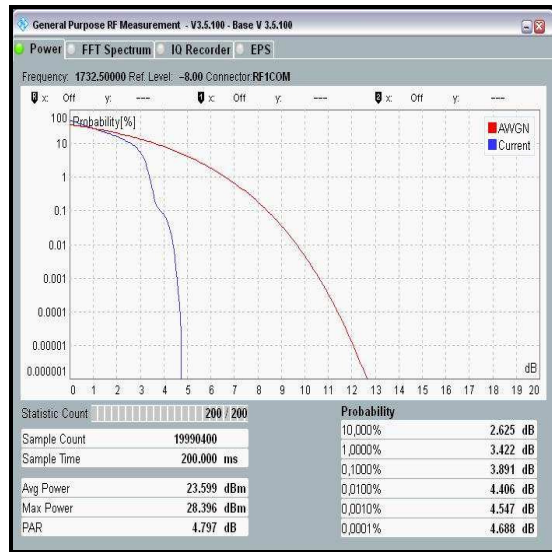 General Purpose RF Measurement - V3.5.100 - Base V 3.5.100
Power FFT Spectrum IQ Recorder EPS
Frequency: 1732.50000 Ref. Level: -8.00 Connector:RF1COM
x: Off y: --- x: Off y: --- x: Off y: ---
Probability[%]
AWGN
Current
100
10
1
0.1
0.01
0.001
0.0001
0.00001
0.000001
dB
0 1 2 3 4 5 6 7 8 9 10 11 12 13 14 15 16 17 18 19 20
Statistic Count 200 / 200
Sample Count 19990400
Sample Time 200.000 ms
Avg Power 23.599 dBm
Max Power 28.396 dBm
PAR 4.797 dB
Probability
10,000% 2.625 dB
1,0000% 3.422 dB
0,1000% 3.891 dB
0,0100% 4.406 dB
0,0010% 4.547 dB
0,0001% 4.688 dB